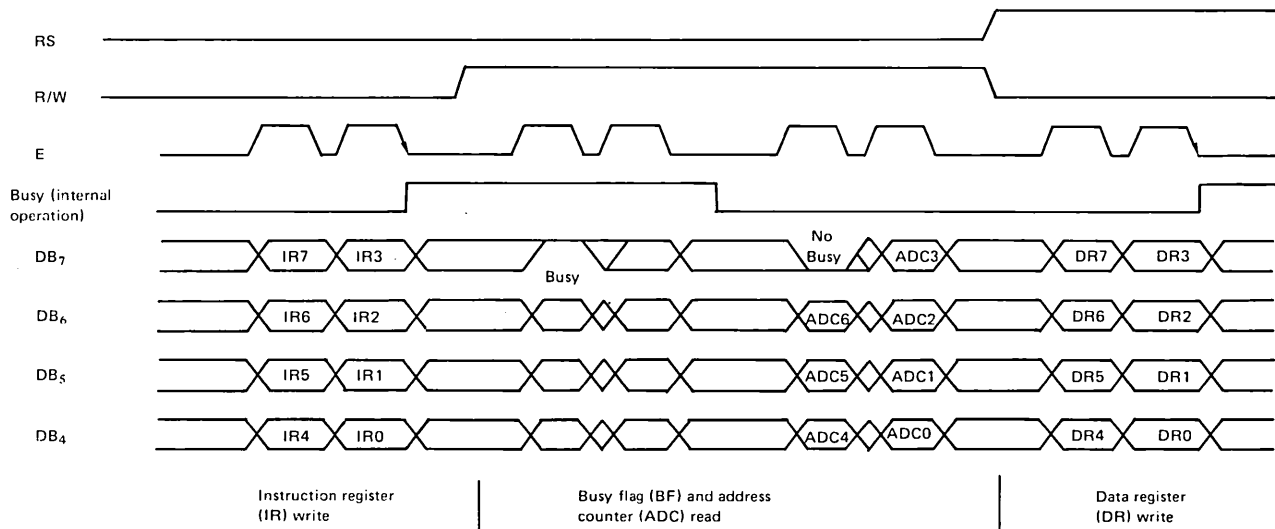 RS
R/W
E
Busy (internal
operation)
DB7 IR7 IR3 Busy No
Busy ADC3 DR7 DR3
DB6 IR6 IR2 ADC6 ADC2 DR6 DR2
DB5 IR5 IR1 ADC5 ADC1 DR5 DR1
DB4 IR4 IR0 ADC4 ADC0 DR4 DR0
Instruction register
(IR) write
Busy flag (BF) and address
counter (ADC) read
Data register
(DR) write